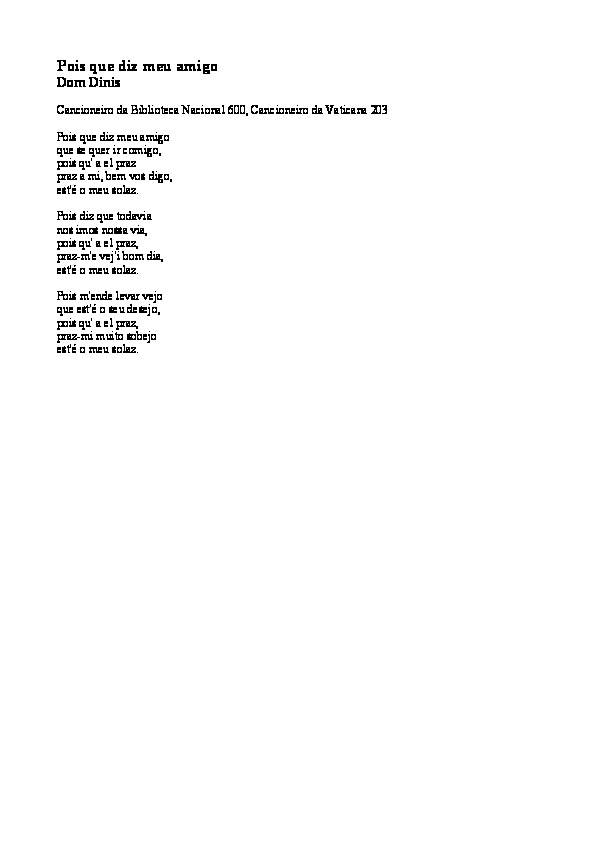 Pois que diz meu amigo
Dom Dinis
Cancioneiro da Biblioteca Nacional 600, Cancioneiro da Vaticana 203
Pois que diz meu amigo
que se quer ir comigo,
pois qu' a el praz
praz a mi, bem vos digo,
est'é o meu solaz.
Pois diz que todavia
nos imos nossa via,
pois qu' a el praz,
praz-m'e vej'i bom dia,
est'é o meu solaz.
Pois m'ende levar vejo
que est'é o seu desejo,
pois qu' a el praz,
praz-mi muito sobejo
est'é o meu solaz.